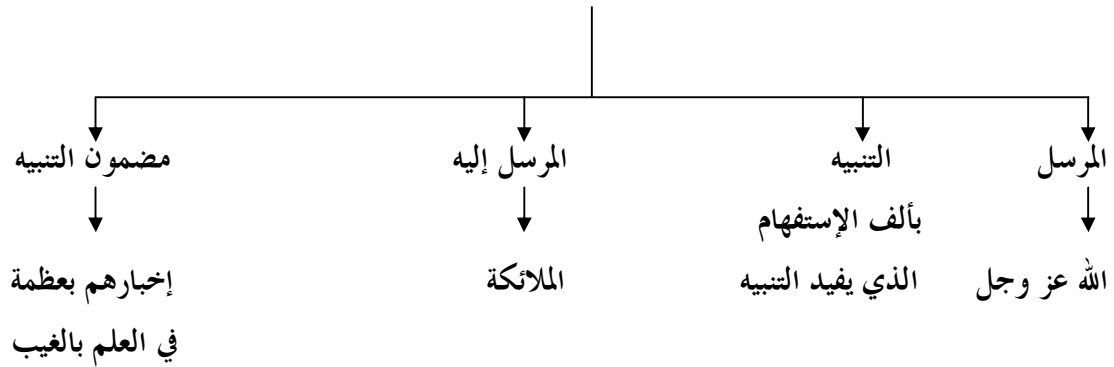 المرسل
التنبيه
المرسل إليه
مضمون التنبيه
بألف الإستفهام
الله عز وجل
الذي يفيد التنبيه
الملائكة
إخبارهم بعظمة
في العلم بالغيب